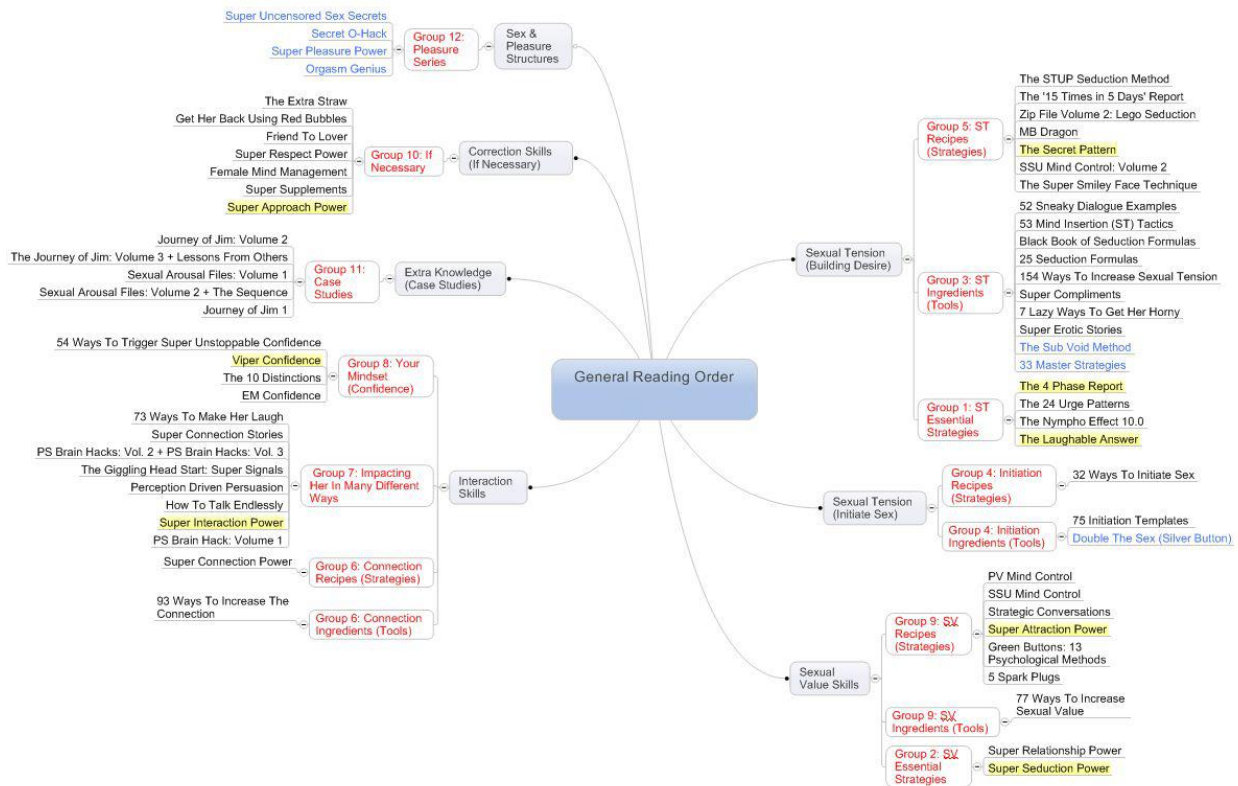 General Reading Order
Sex &
Pleasure
Structures
Group 12:
Pleasure
Series
Super Uncensored Sex Secrets
Secret O-Hack
Super Pleasure Power
Orgasm Genius
Correction Skills
(If Necessary)
Group 10: If
Necessary
The Extra Straw
Get Her Back Using Red Bubbles
Friend To Lover
Super Respect Power
Female Mind Management
Super Supplements
Super Approach Power
Extra Knowledge
(Case Studies)
Group 11:
Case
Studies
Journey of Jim: Volume 2
The Journey of Jim: Volume 3 + Lessons From Others
Sexual Arousal Files: Volume 1
Sexual Arousal Files: Volume 2 + The Sequence
Journey of Jim 1
Interaction
Skills
Group 8: Your
Mindset
(Confidence)
54 Ways To Trigger Super Unstoppable Confidence
Viper Confidence
The 10 Distinctions
EM Confidence
Group 7: Impacting
Her In Many Different
Ways
73 Ways To Make Her Laugh
Super Connection Stories
PS Brain Hacks: Vol. 2 + PS Brain Hacks: Vol. 3
The Giggling Head Start: Super Signals
Perception Driven Persuasion
How To Talk Endlessly
Super Interaction Power
PS Brain Hack: Volume 1
Group 6: Connection
Recipes (Strategies)
Super Connection Power
Group 6: Connection
Ingredients (Tools)
93 Ways To Increase The
Connection
Sexual Tension
(Building Desire)
Group 5: ST
Recipes
(Strategies)
The STUP Seduction Method
The '15 Times in 5 Days' Report
Zip File Volume 2: Lego Seduction
MB Dragon
The Secret Pattern
SSU Mind Control: Volume 2
The Super Smiley Face Technique
Group 3: ST
Ingredients
(Tools)
52 Sneaky Dialogue Examples
53 Mind Insertion (ST) Tactics
Black Book of Seduction Formulas
25 Seduction Formulas
154 Ways To Increase Sexual Tension
Super Compliments
7 Lazy Ways To Get Her Horny
Super Erotic Stories
The Sub Void Method
33 Master Strategies
Group 1: ST
Essential
Strategies
The 4 Phase Report
The 24 Urge Patterns
The Nympho Effect 10.0
The Laughable Answer
Sexual Tension
(Initiate Sex)
Group 4: Initiation
Recipes
(Strategies)
32 Ways To Initiate Sex
Group 4: Initiation
Ingredients (Tools)
75 Initiation Templates
Double The Sex (Silver Button)
Sexual
Value Skills
Group 9: SV
Recipes
(Strategies)
PV Mind Control
SSU Mind Control
Strategic Conversations
Super Attraction Power
Green Buttons: 13
Psychological Methods
5 Spark Plugs
Group 9: SV
Ingredients (Tools)
77 Ways To Increase
Sexual Value
Group 2: SV
Essential
Strategies
Super Relationship Power
Super Seduction Power